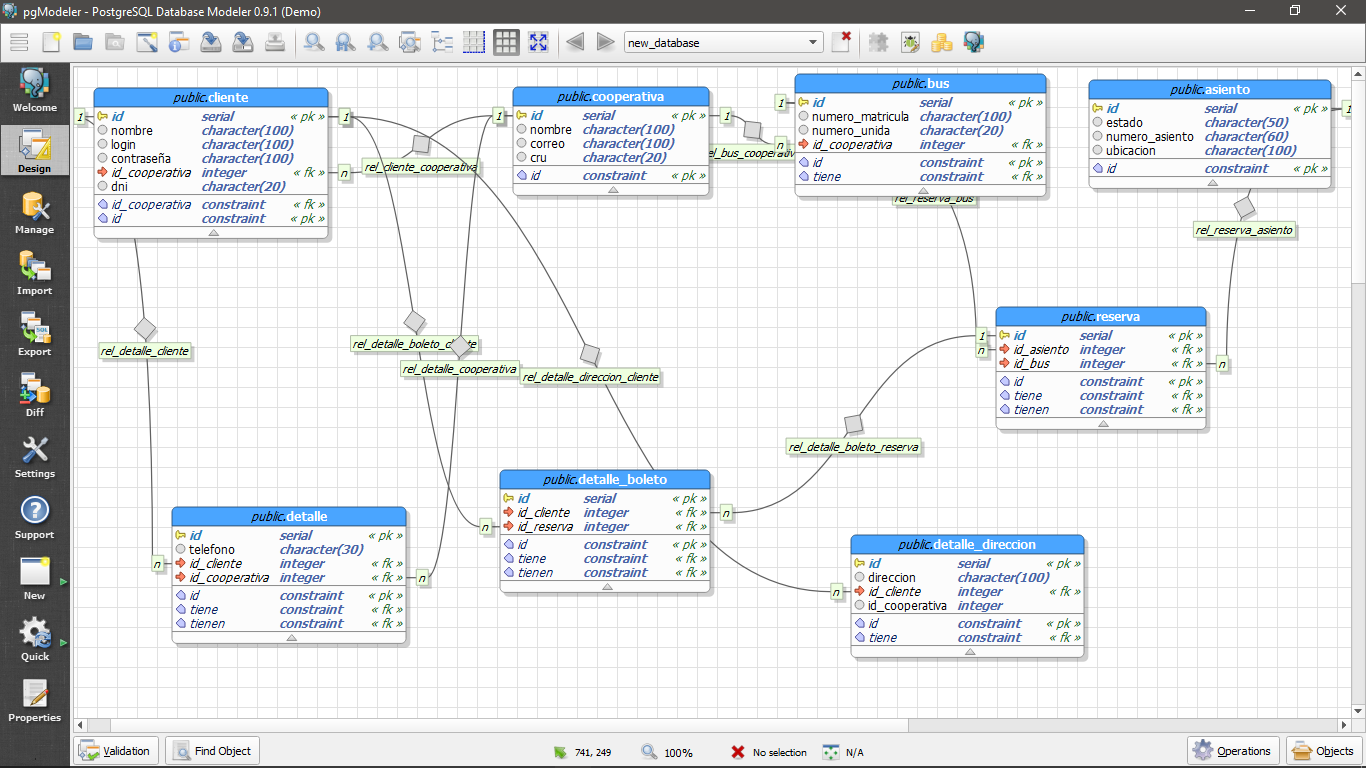 pgModeler - PostgreSQL Database Modeler 0.9.1 (Demo)
new_database
Welcome
Design
Manage
Import
Export
Diff
Settings
Support
New
Quick
Properties
public.cliente
id serial « pk »
nombre character(100)
login character(100)
contraseña character(100)
id_cooperativa integer « fk »
dni character(20)
id_cooperativa constraint « fk »
id constraint « pk »
1
1
n
rel_cliente_cooperativa
1
public.cooperativa
id serial « pk »
nombre character(100)
correo character(100)
cru character(20)
id constraint « pk »
1
rel_bus_cooperativ
1
n
public.bus
id serial « pk »
numero_matricula character(100)
numero_unida character(20)
id_cooperativa integer « fk »
id constraint « pk »
tiene constraint « fk »
rel_reserva_bus
public.asiento
id serial « pk »
estado character(50)
numero_asiento character(60)
ubicacion character(100)
id constraint « pk »
1
rel_reserva_asiento
rel_detalle_cliente
rel_detalle_boleto_cliente
rel_detalle_cooperativa
rel_detalle_direccion_cliente
public.reserva
id serial « pk »
id_asiento integer « fk »
id_bus integer « fk »
id constraint « pk »
tiene constraint « fk »
tienen constraint « fk »
1
n
n
rel_detalle_boleto_reserva
public.detalle
id serial « pk »
telefono character(30)
id_cliente integer « fk »
id_cooperativa integer « fk »
id constraint « pk »
tiene constraint « fk »
tienen constraint « fk »
n
n
public.detalle_boleto
id serial « pk »
id_cliente integer « fk »
id_reserva integer « fk »
id constraint « pk »
tiene constraint « fk »
tienen constraint « fk »
n
n
public.detalle_direccion
id serial « pk »
direccion character(100)
id_cliente integer « fk »
id_cooperativa integer
id constraint « pk »
tiene constraint « fk »
n
Validation
Find Object
741, 249
100%
No selection
N/A
Operations
Objects